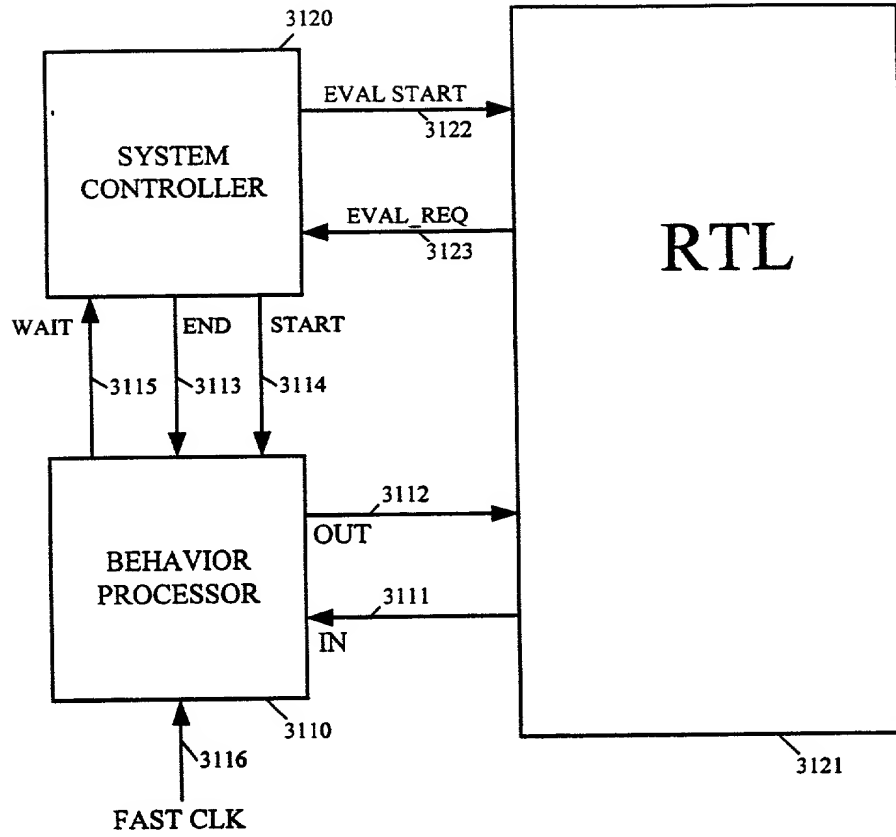 3120
EVAL START
3122
SYSTEM
CONTROLLER
EVAL_REQ
3123
RTL
WAIT
END
START
3115
3113
3114
3112
OUT
BEHAVIOR
PROCESSOR
3111
IN
3110
3116
3121
FAST CLK